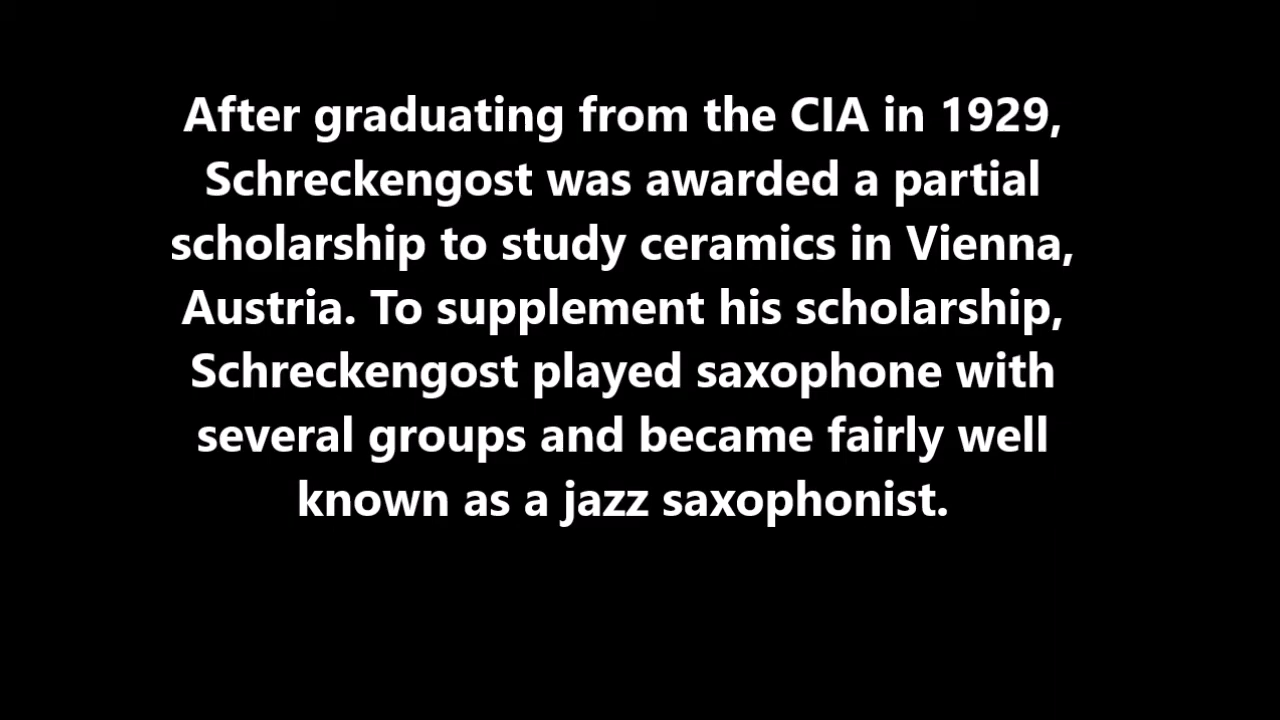 After graduating from the CIA in 1929,
Schreckengost was awarded a partial
scholarship to study ceramics in Vienna,
Austria. To supplement his scholarship,
Schreckengost played saxophone with
several groups and became fairly well
known as a jazz saxophonist.